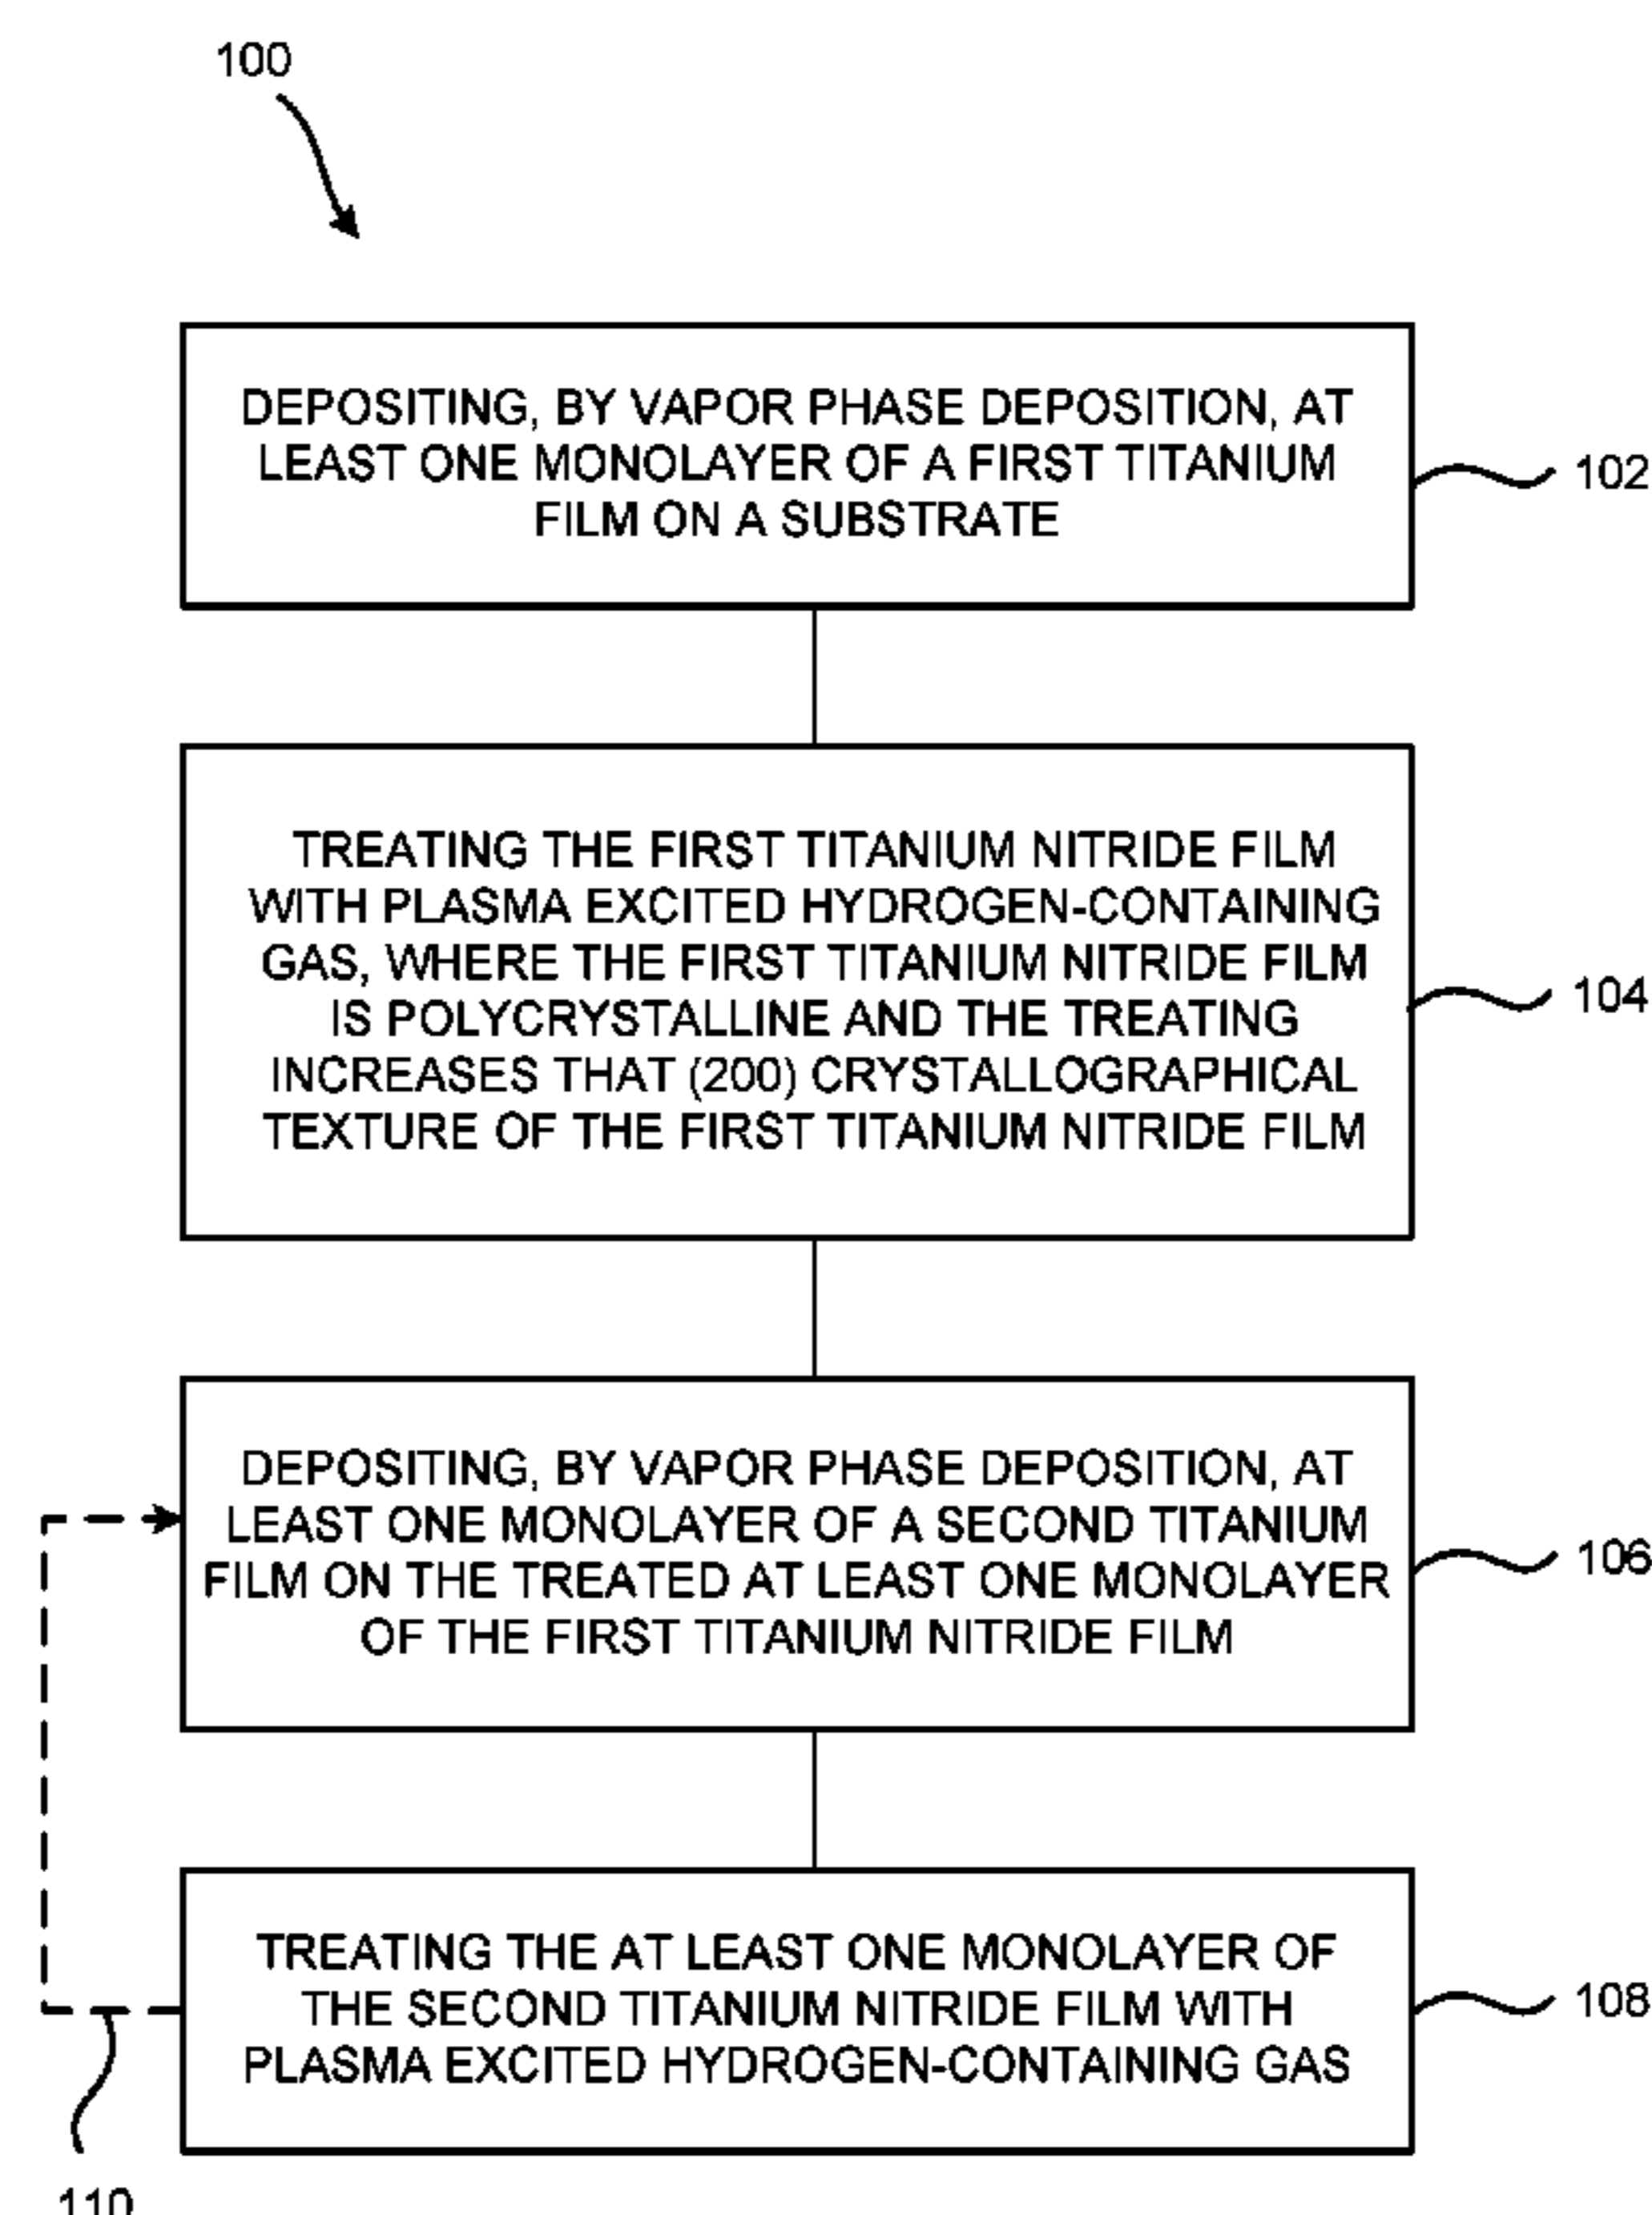 100
DEPOSITING, BY VAPOR PHASE DEPOSITION, AT
LEAST ONE MONOLAYER OF A FIRST TITANIUM
FILM ON A SUBSTRATE
102
TREATING THE FIRST TITANIUM NITRIDE FILM
WITH PLASMA EXCITED HYDROGEN-CONTAINING
GAS, WHERE THE FIRST TITANIUM NITRIDE FILM
IS POLYCRYSTALLINE AND THE TREATING
INCREASES THAT (200) CRYSTALLOGRAPHICAL
TEXTURE OF THE FIRST TITANIUM NITRIDE FILM
104
DEPOSITING, BY VAPOR PHASE DEPOSITION, AT
LEAST ONE MONOLAYER OF A SECOND TITANIUM
FILM ON THE TREATED AT LEAST ONE MONOLAYER
OF THE FIRST TITANIUM NITRIDE FILM
106
TREATING THE AT LEAST ONE MONOLAYER OF
THE SECOND TITANIUM NITRIDE FILM WITH
PLASMA EXCITED HYDROGEN-CONTAINING GAS
108
110